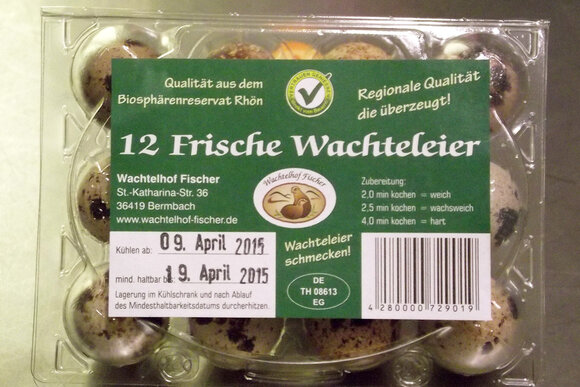 Qualität aus dem
Biosphärenreservat Rhön
Regionale Qualität
die überzeugt!
12 Frische Wachteleier
Wachtelhof Fischer
St.-Katharina-Str. 36
36419 Bermbach
www.wachtelhof-fischer.de
Wachtelhof Fischer
Zubereitung:
2,0 min kochen = weich
2,5 min kochen = wachsweich
4,0 min kochen = hart
Kühlen ab: 09. April 2015
mind. haltbar bis: 19. April 2015
Lagerung im Kühlschrank und nach Ablauf
des Mindesthaltbarkeitsdatums durcherhitzen.
Wachteleier
schmecken!
DE
TH 08613
EG
4 280000 729019